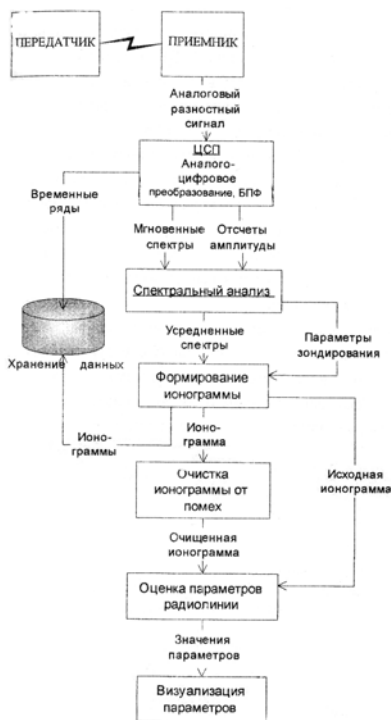 ПЕРЕДАТЧИК
ПРИЕМНИК
Аналоговый
разностный
сигнал
ЦСП
Аналого-
цифровое
преобразование, БПФ
Временные
ряды
Мгновенные
спектры
Отсчеты
амплитуды
Спектральный анализ
Усредненные
спектры
Параметры
зондирования
Хранение данных
Формирование
ионограммы
Ионо-
граммы
Ионограмма
Исходная
ионограмма
Очистка
ионограммы от
помех
Очищенная
ионограмма
Оценка параметров
радиолинии
Значения
параметров
Визуализация
параметров